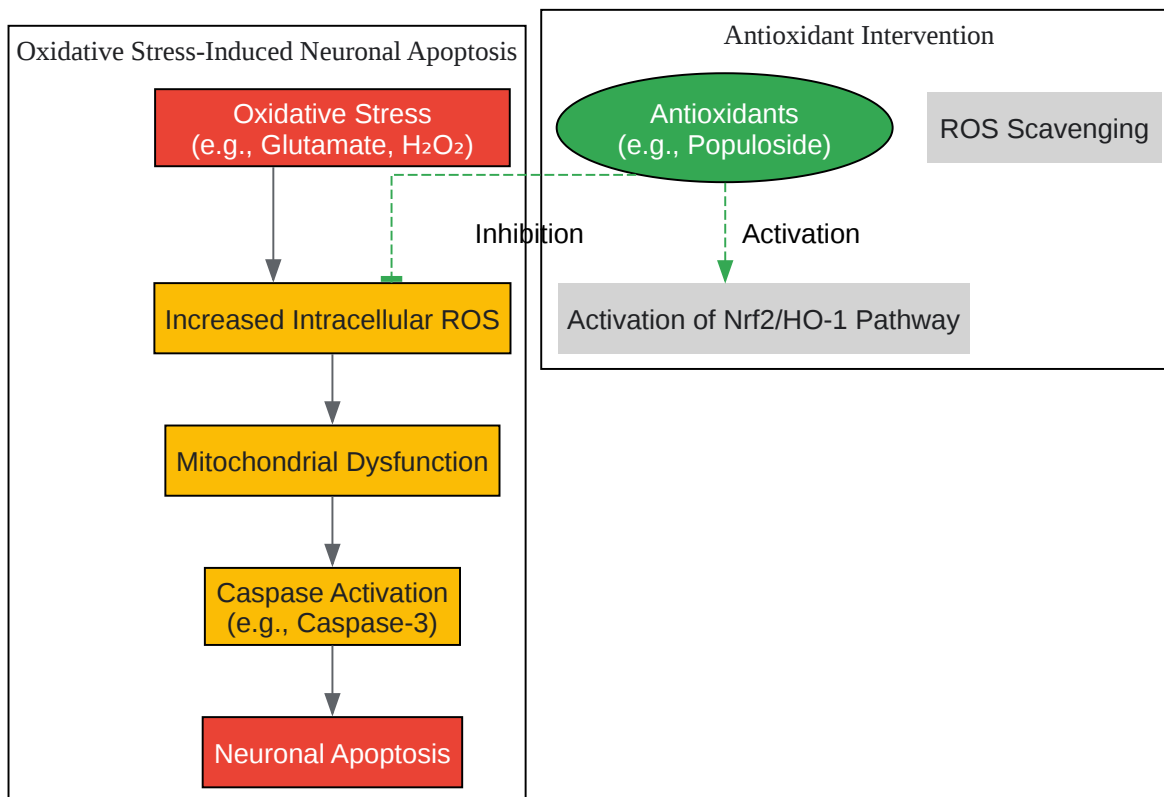 Oxidative Stress-Induced Neuronal Apoptosis
Oxidative Stress
(e.g., Glutamate, H₂O₂)
Increased Intracellular ROS
Mitochondrial Dysfunction
Caspase Activation
(e.g., Caspase-3)
Neuronal Apoptosis
Antioxidant Intervention
Antioxidants
(e.g., Populoside)
ROS Scavenging
Inhibition
Activation
Activation of Nrf2/HO-1 Pathway